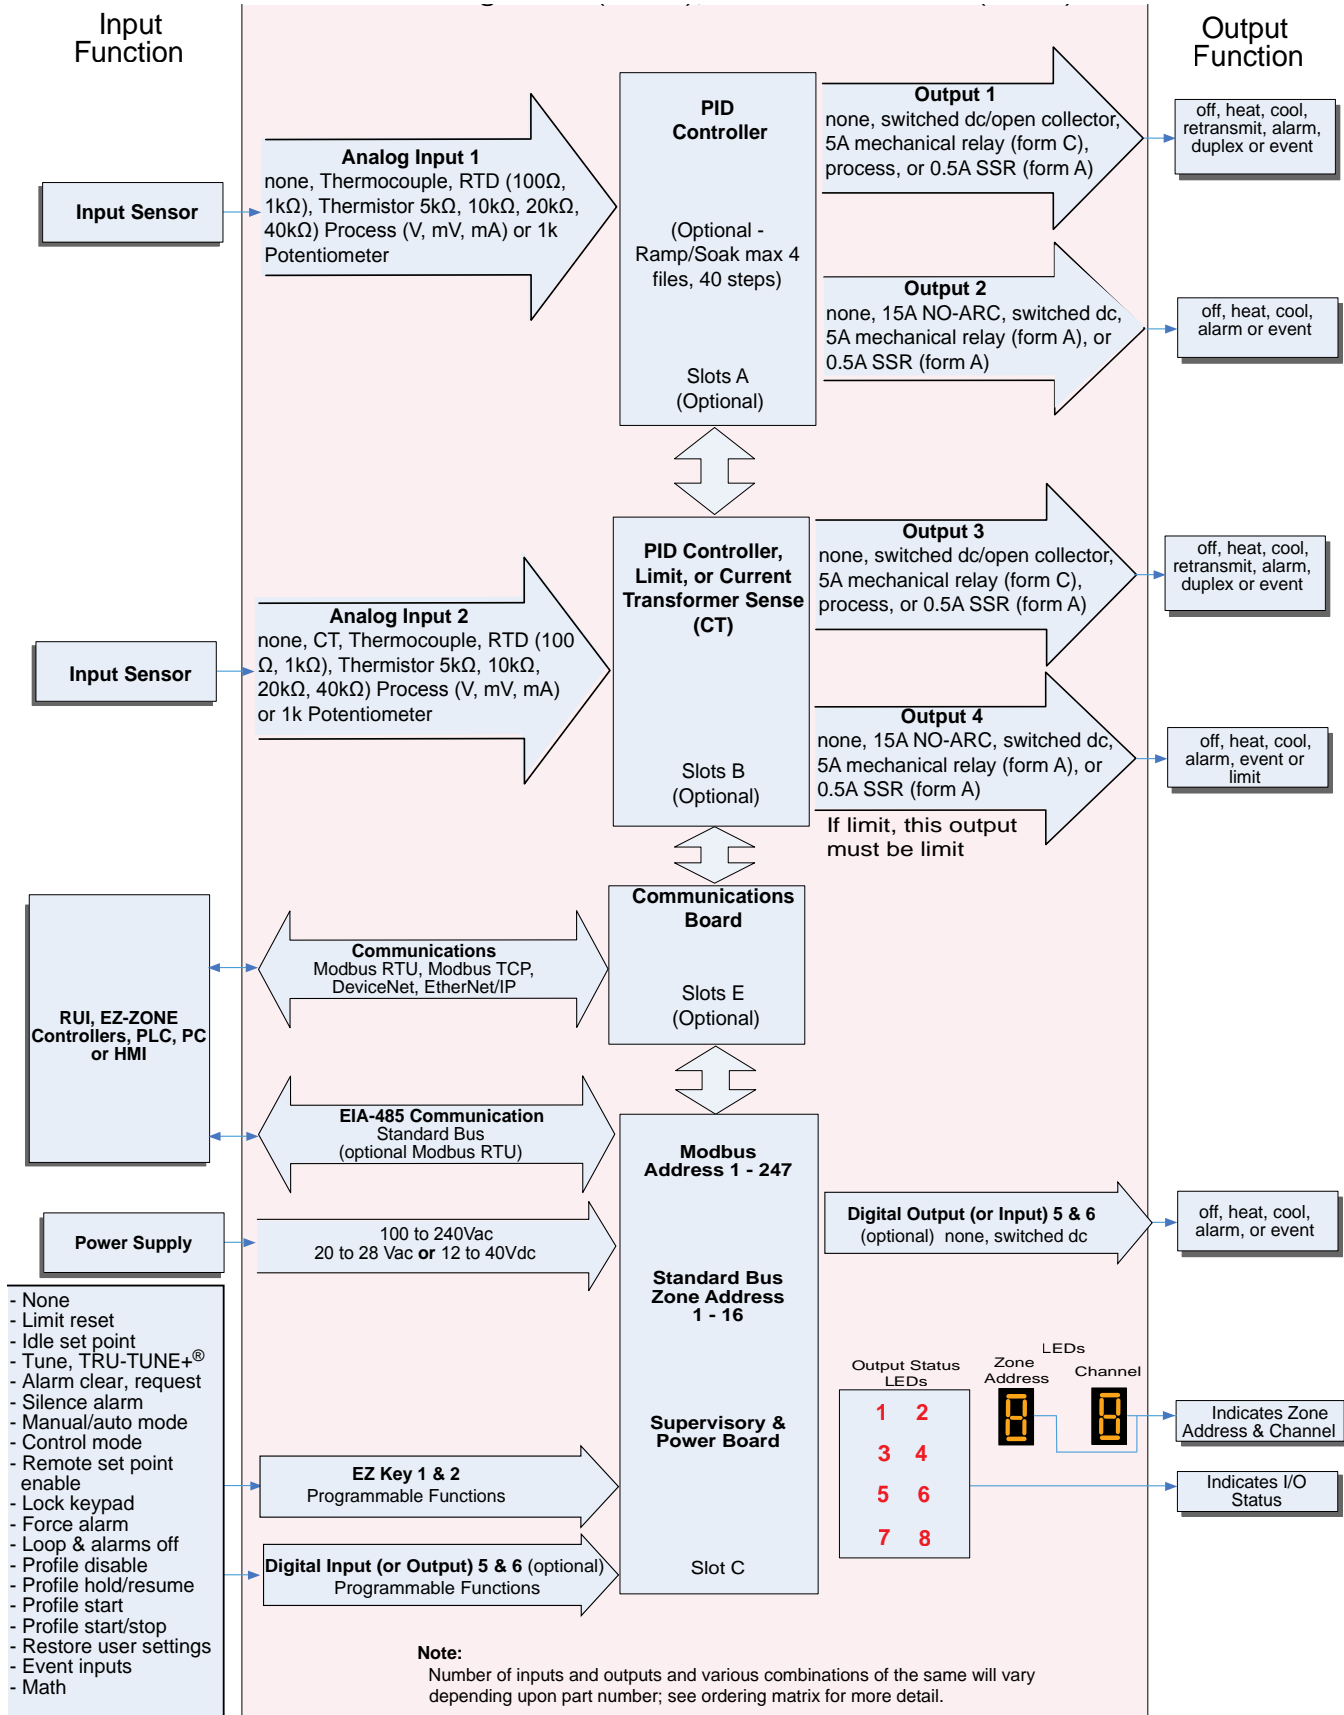 Input
Function
Output
Function
Input Sensor
Analog Input 1
none, Thermocouple, RTD (100Ω,
1kΩ), Thermistor 5kΩ, 10kΩ, 20kΩ,
40kΩ) Process (V, mV, mA) or 1k
Potentiometer
PID
Controller
(Optional -
Ramp/Soak max 4
files, 40 steps)
Slots A
(Optional)
Output 1
none, switched dc/open collector,
5A mechanical relay (form C),
process, or 0.5A SSR (form A)
off, heat, cool,
retransmit, alarm,
duplex or event
Output 2
none, 15A NO-ARC, switched dc,
5A mechanical relay (form A), or
0.5A SSR (form A)
off, heat, cool,
alarm or event
Input Sensor
Analog Input 2
none, CT, Thermocouple, RTD (100
Ω, 1kΩ), Thermistor 5kΩ, 10kΩ,
20kΩ, 40kΩ) Process (V, mV, mA)
or 1k Potentiometer
PID Controller,
Limit, or Current
Transformer Sense
(CT)
Slots B
(Optional)
Output 3
none, switched dc/open collector,
5A mechanical relay (form C),
process, or 0.5A SSR (form A)
off, heat, cool,
retransmit, alarm,
duplex or event
Output 4
none, 15A NO-ARC, switched dc,
5A mechanical relay (form A), or
0.5A SSR (form A)
If limit, this output
must be limit
off, heat, cool,
alarm, event or
limit
RUI, EZ-ZONE
Controllers, PLC, PC
or HMI
Communications
Modbus RTU, Modbus TCP,
DeviceNet, EtherNet/IP
Communications
Board
Slots E
(Optional)
EIA-485 Communication
Standard Bus
(optional Modbus RTU)
Modbus
Address 1 - 247
Standard Bus
Zone Address
1 - 16
Supervisory &
Power Board
Slot C
Power Supply
100 to 240Vac
20 to 28 Vac or 12 to 40Vdc
Digital Output (or Input) 5 & 6
(optional) none, switched dc
off, heat, cool,
alarm, or event
- None
- Limit reset
- Idle set point
- Tune, TRU-TUNE+®
- Alarm clear, request
- Silence alarm
- Manual/auto mode
- Control mode
- Remote set point
enable
- Lock keypad
- Force alarm
- Loop & alarms off
- Profile disable
- Profile hold/resume
- Profile start
- Profile start/stop
- Restore user settings
- Event inputs
- Math
EZ Key 1 & 2
Programmable Functions
Digital Input (or Output) 5 & 6 (optional)
Programmable Functions
Output Status
LEDs
1 2
3 4
5 6
7 8
LEDs
Zone
Address
Channel
8
8
Indicates Zone
Address & Channel
Indicates I/O
Status
Note:
Number of inputs and outputs and various combinations of the same will vary
depending upon part number; see ordering matrix for more detail.